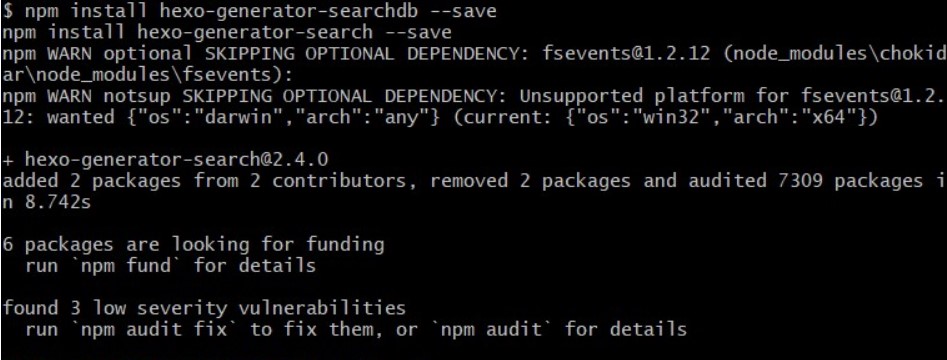 $ npm install hexo-generator-searchdb --save
npm install hexo-generator-search --save
npm WARN optional SKIPPING OPTIONAL DEPENDENCY: fsevents@1.2.12 (node_modules\chokid
ar\node_modules\fsevents):
npm WARN notsup SKIPPING OPTIONAL DEPENDENCY: Unsupported platform for fsevents@1.2.
12: wanted {"os":"darwin","arch":"any"} (current: {"os":"win32","arch":"x64"})
+ hexo-generator-search@2.4.0
added 2 packages from 2 contributors, removed 2 packages and audited 7309 packages i
n 8.742s
6 packages are looking for funding
  run `npm fund` for details
found 3 low severity vulnerabilities
  run `npm audit fix` to fix them, or `npm audit` for details